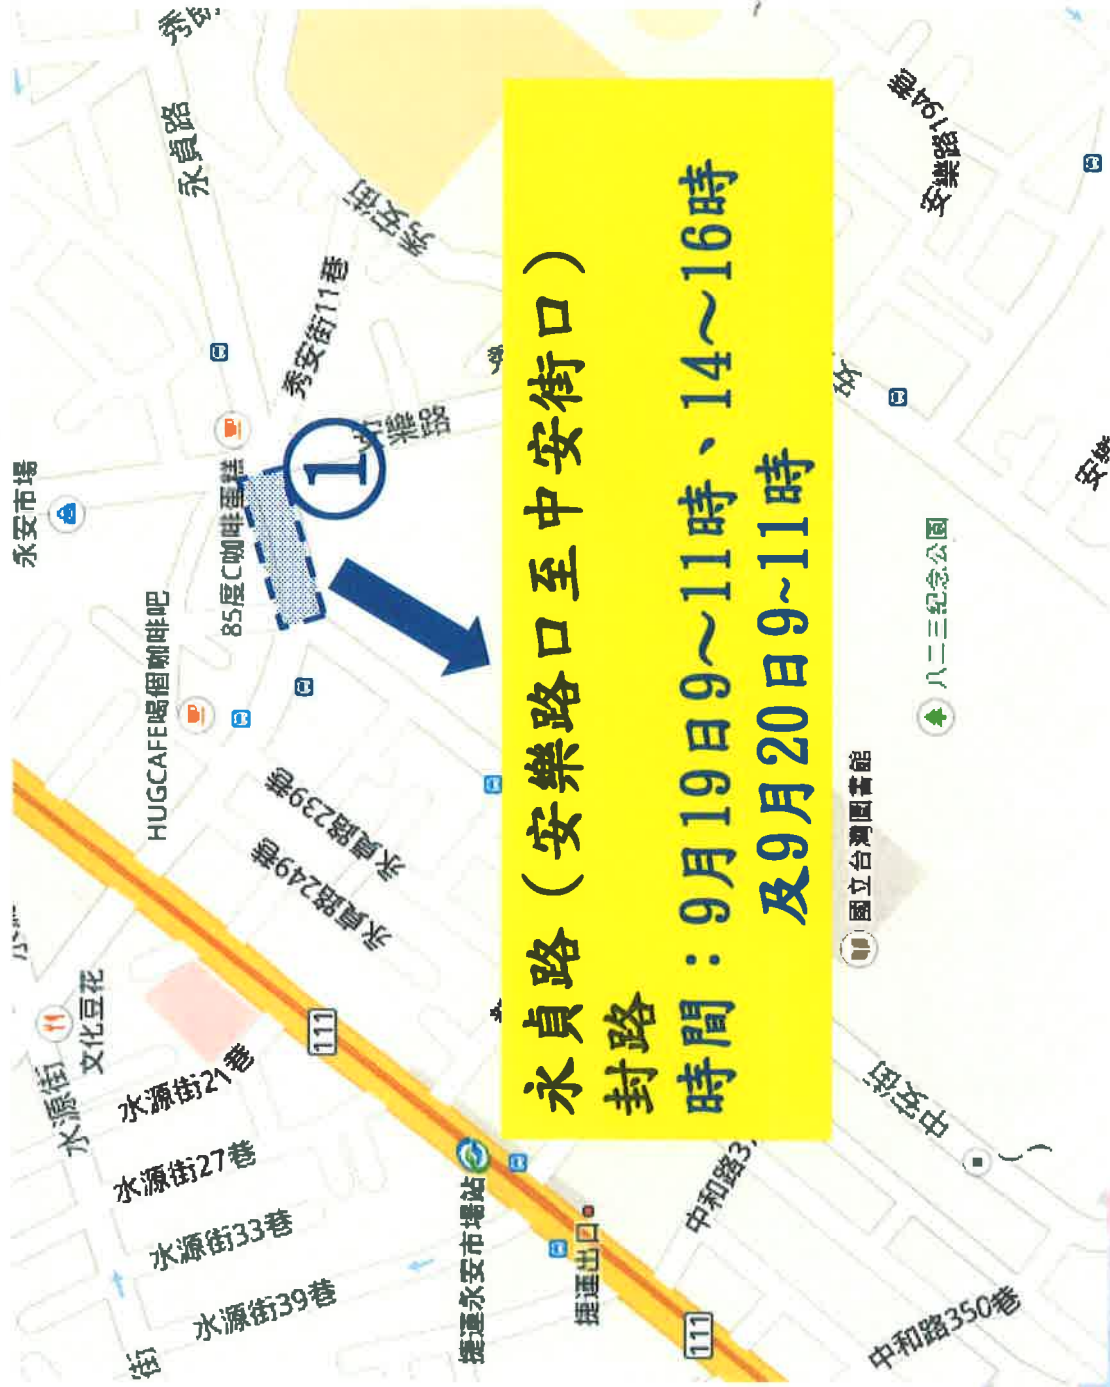 永貞路（安樂路口至中安街口）
封路
時間：9月19日9～11時、14～16時
及9月20日9~11時
1
永安市場
HUGCAFE喝個咖啡吧
85度C咖啡蛋糕
永貞路
秀安街11巷
秀安街
安樂路
永貞路239巷
永貞路249巷
文化豆花
水源街
水源街21巷
水源街27巷
水源街33巷
水源街39巷
街
111
111
捷運永安市場站
捷運出口
中和路350巷
中安街
國立台灣圖書館
八二三紀念公園
安樂路194巷
安樂